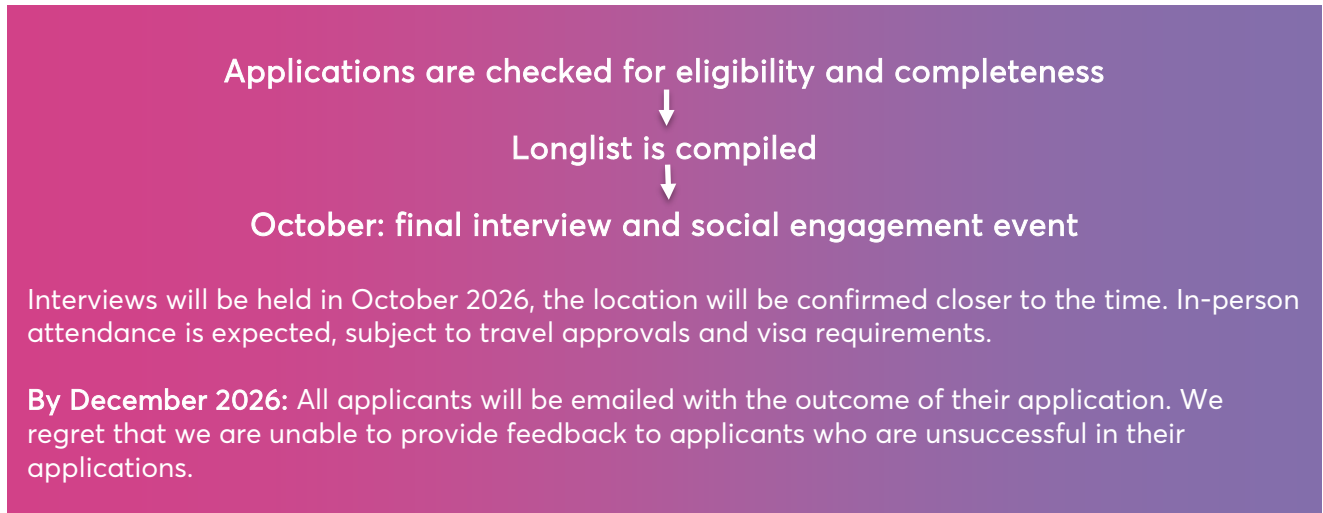 Applications are checked for eligibility and completeness
Longlist is compiled
October: final interview and social engagement event
Interviews will be held in October 2026, the location will be confirmed closer to the time. In-person
attendance is expected, subject to travel approvals and visa requirements.
By December 2026: All applicants will be emailed with the outcome of their application. We
regret that we are unable to provide feedback to applicants who are unsuccessful in their
applications.